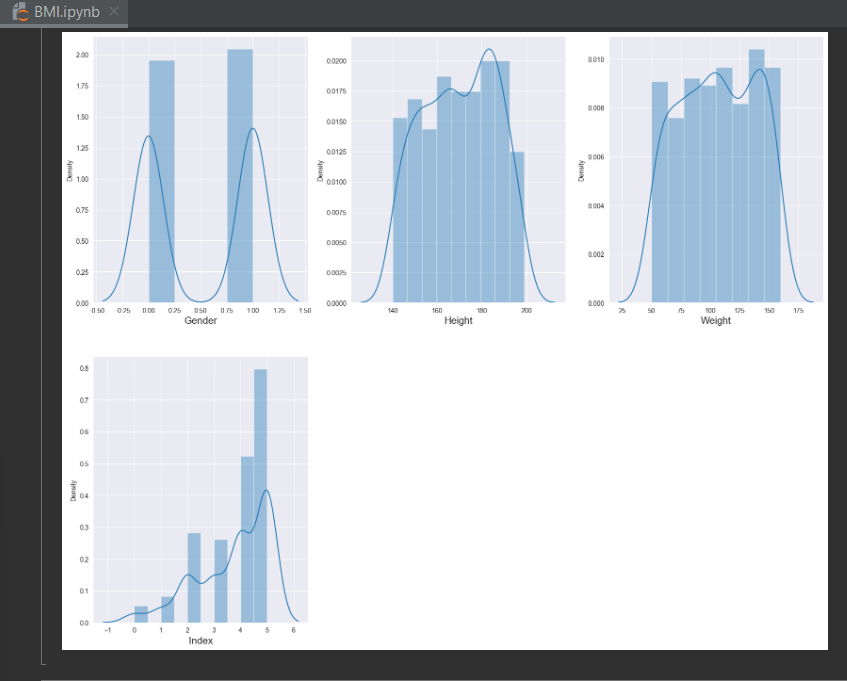 BMI.ipynb ×
2.00
1.75
1.50
1.25
1.00
0.75
0.50
0.25
0.00
Density
-0.50 -0.25 0.00 0.25 0.50 0.75 1.00 1.25 1.50
Gender
0.0200
0.0175
0.0150
0.0125
0.0100
0.0075
0.0050
0.0025
0.0000
Density
140 160 180 200
Height
0.010
0.008
0.006
0.004
0.002
0.000
Density
25 50 75 100 125 150 175
Weight
0.8
0.7
0.6
0.5
0.4
0.3
0.2
0.1
0.0
Density
−1 0 1 2 3 4 5 6
Index